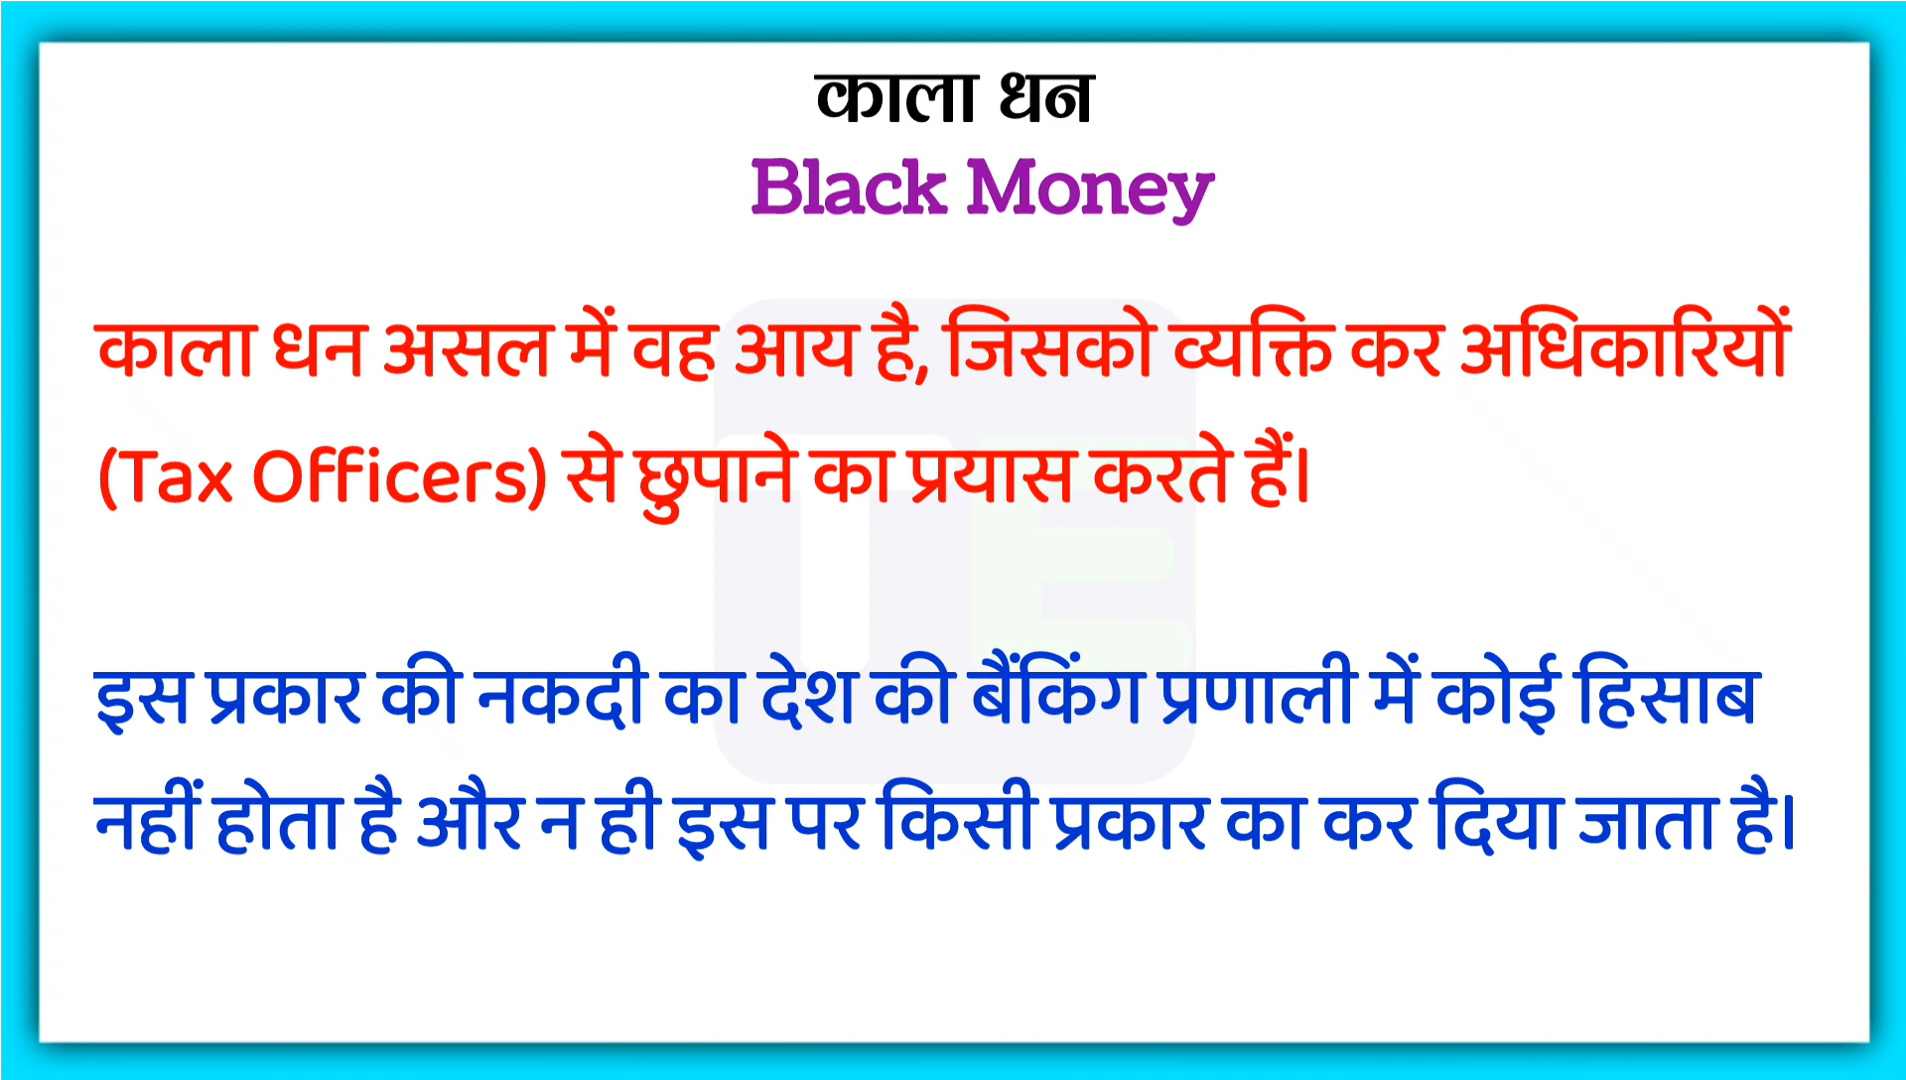 काला धन
Black Money
काला धन असल में वह आय है, जिसको व्यक्ति कर अधिकारियों
(Tax Officers) से छुपाने का प्रयास करते हैं।
इस प्रकार की नकदी का देश की बैंकिंग प्रणाली में कोई हिसाब
नहीं होता है और न ही इस पर किसी प्रकार का कर दिया जाता है।